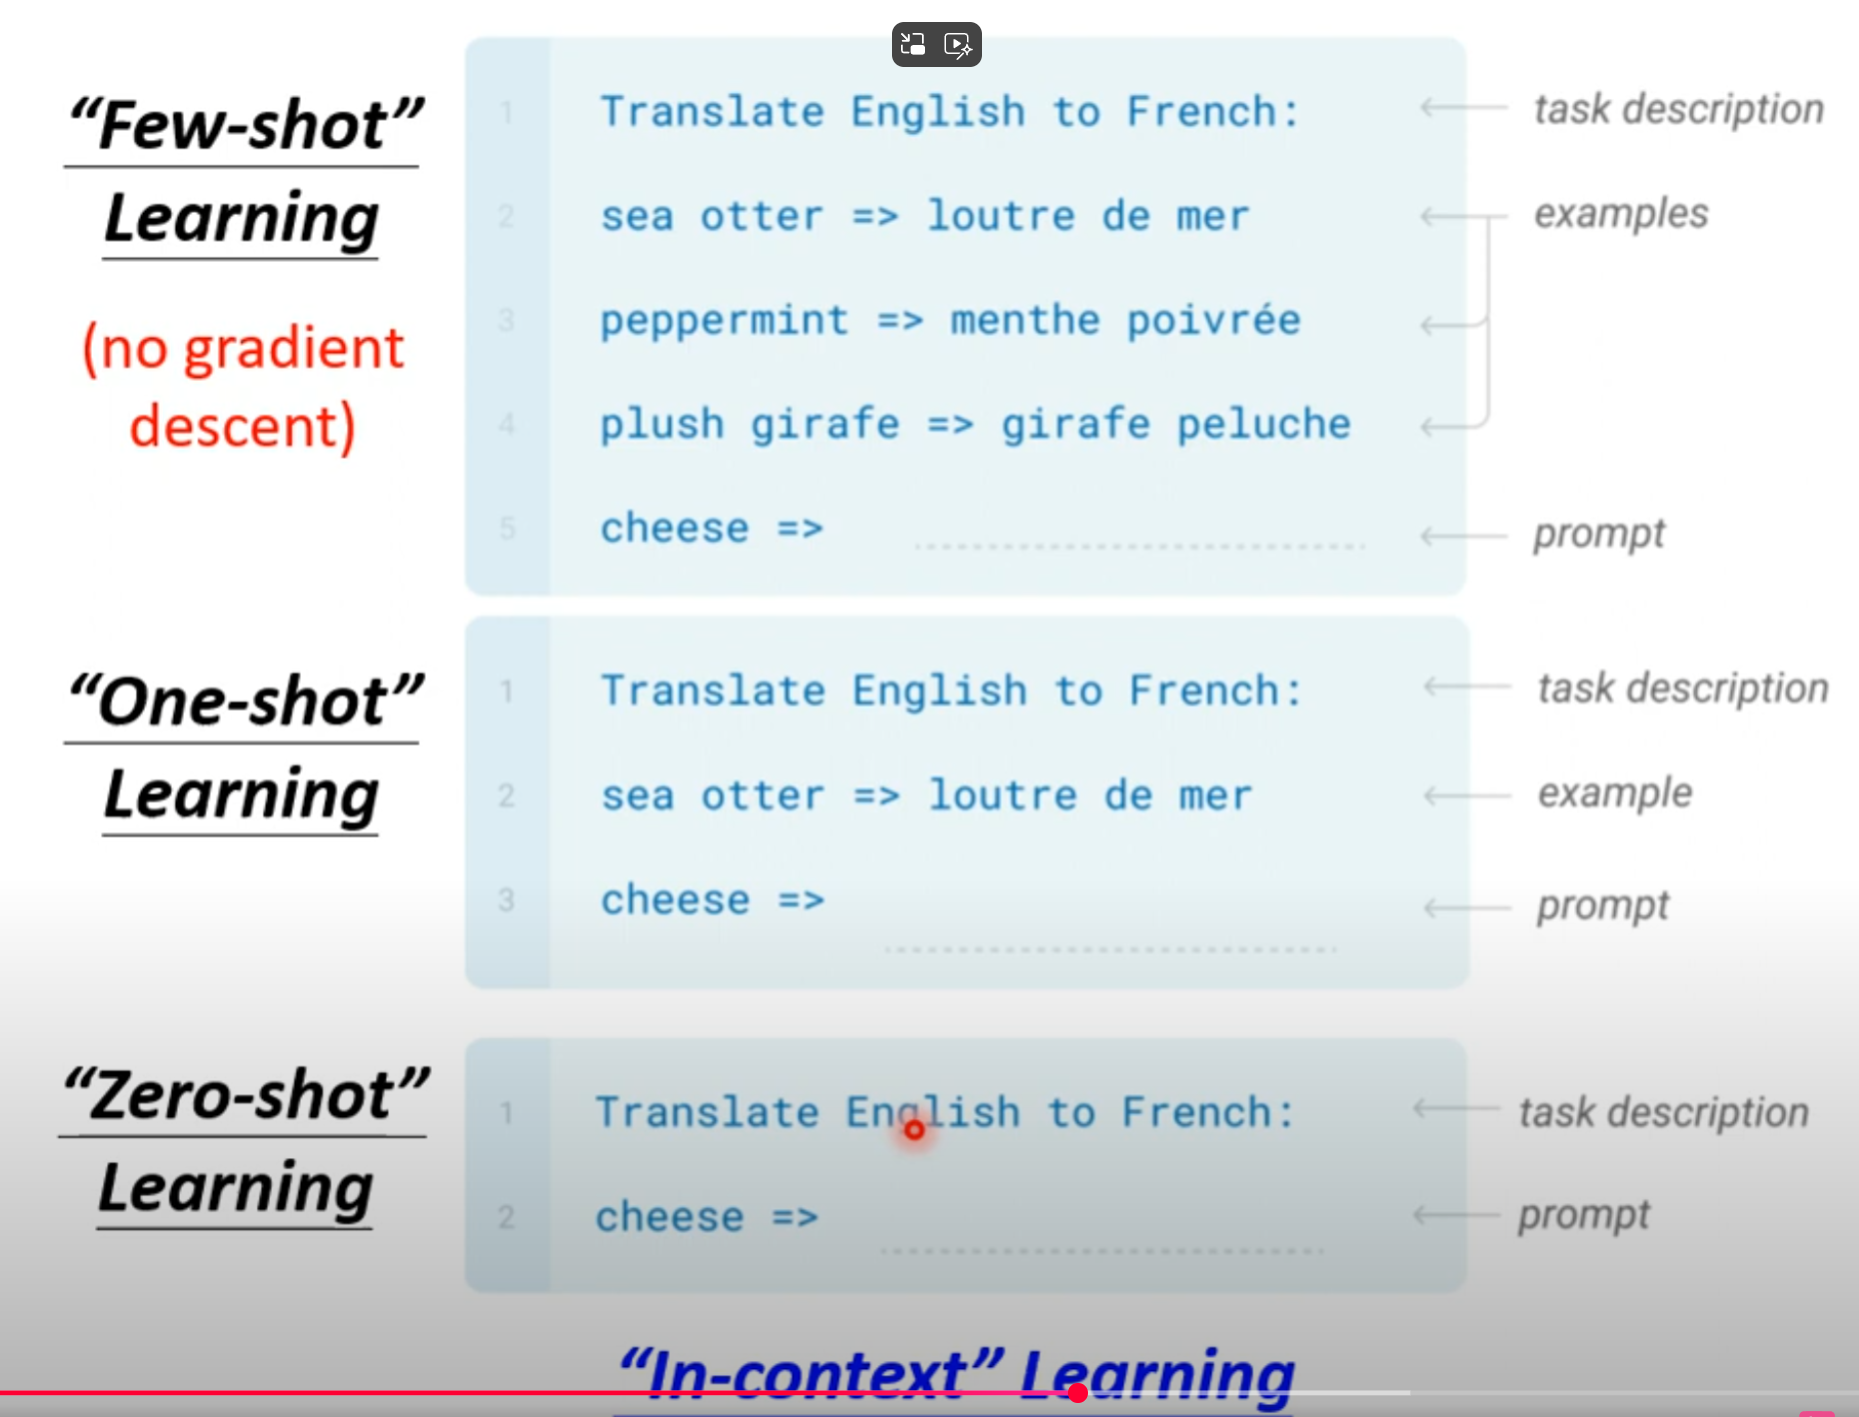 “Few-shot”
Learning
(no gradient
descent)
1 Translate English to French: task description
2 sea otter => loutre de mer examples
3 peppermint => menthe poivrée
4 plush girafe => girafe peluche
5 cheese => prompt
“One-shot”
Learning
1 Translate English to French: task description
2 sea otter => loutre de mer example
3 cheese => prompt
“Zero-shot”
Learning
1 Translate English to French: task description
2 cheese => prompt
“In-context” Learning